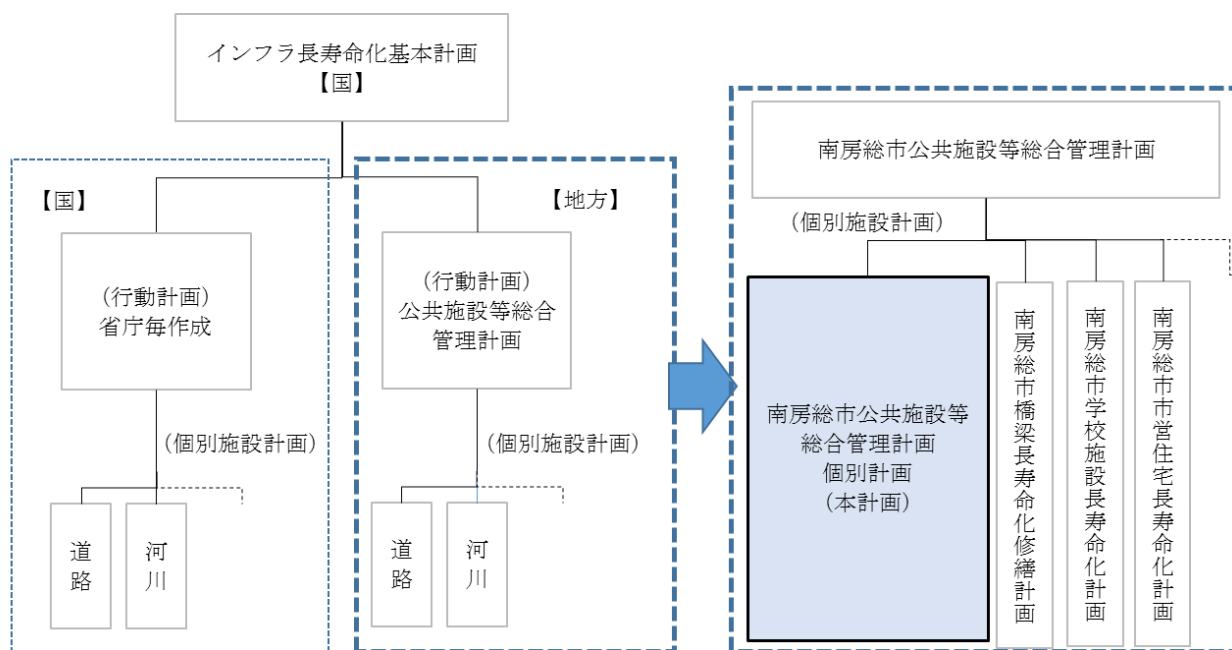 インフラ長寿命化基本計画
【国】
【国】
(行動計画)
省庁毎作成
(個別施設計画)
道路
河川
【地方】
(行動計画)
公共施設等総合
管理計画
(個別施設計画)
道路
河川
南房総市公共施設等総合管理計画
(個別施設計画)
南房総市公共施設等
総合管理計画
個別計画
(本計画)
南房総市橋梁長寿命化修繕計画
南房総市学校施設長寿命化計画
南房総市市営住宅長寿命化計画